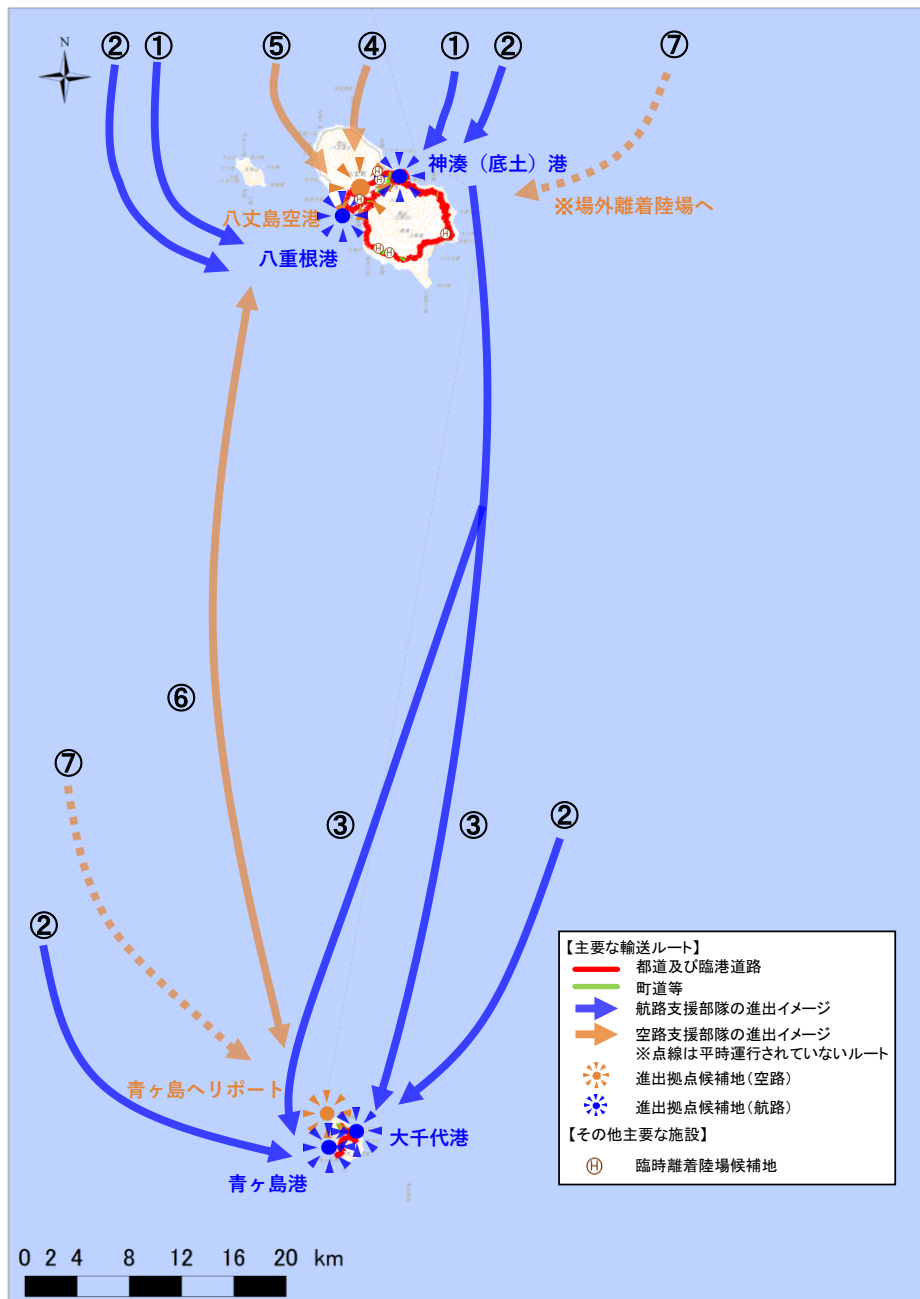 N
② ① ⑤ ④ ① ② ⑦
神湊（底土）港
※場外離着陸場へ
八丈島空港
八重根港
⑥
⑦
③ ③ ②
②
青ヶ島ヘリポート
大千代港
青ヶ島港
【主要な輸送ルート】
都道及び臨港道路
町道等
航路支援部隊の進出イメージ
空路支援部隊の進出イメージ
※点線は平時運行されていないルート
進出拠点候補地（空路）
進出拠点候補地（航路）
【その他主要な施設】
Ⓗ 臨時離着陸場候補地
0 2 4 8 12 16 20 km